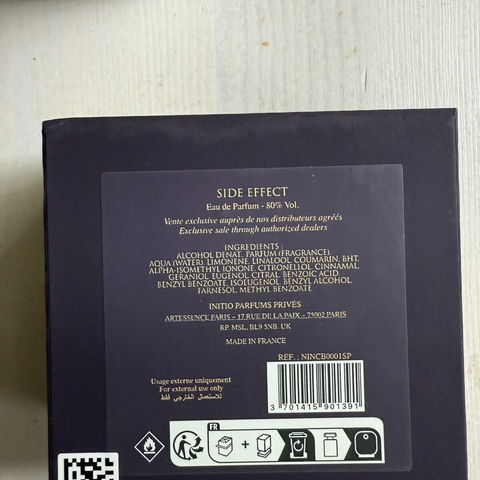 SIDE EFFECT
Eau de Parfum - 80% Vol.
Vente exclusive auprès de nos distributeurs agréés
Exclusive sale through authorized dealers
INGREDIENTS :
ALCOHOL DENAT, PARFUM (FRAGRANCE),
AQUA (WATER), LIMONENE, LINALOOL COUMARIN, BHT,
ALPHA-ISOMETHYL IONONE, CITRONELLOL, CINNAMAL,
GERANIOL EUGENOL CITRAL, BENZOIC ACID,
BENZYL BENZOATE, ISOEUGENOL, BENZYL ALCOHOL,
FARNESOL, METHYL BENZOATE
INITIO PARFUMS PRIVÉS
ARTESSENCE PARIS - 17, RUE DE LA PAIX - 75002 PARIS
RP. MSL, BL9 5NB. UK
MADE IN FRANCE
REF. : NINCB0001SP
Usage externe uniquement
For external use only
للاستعمال الخارجي فقط
3 701415 901391
FR
+